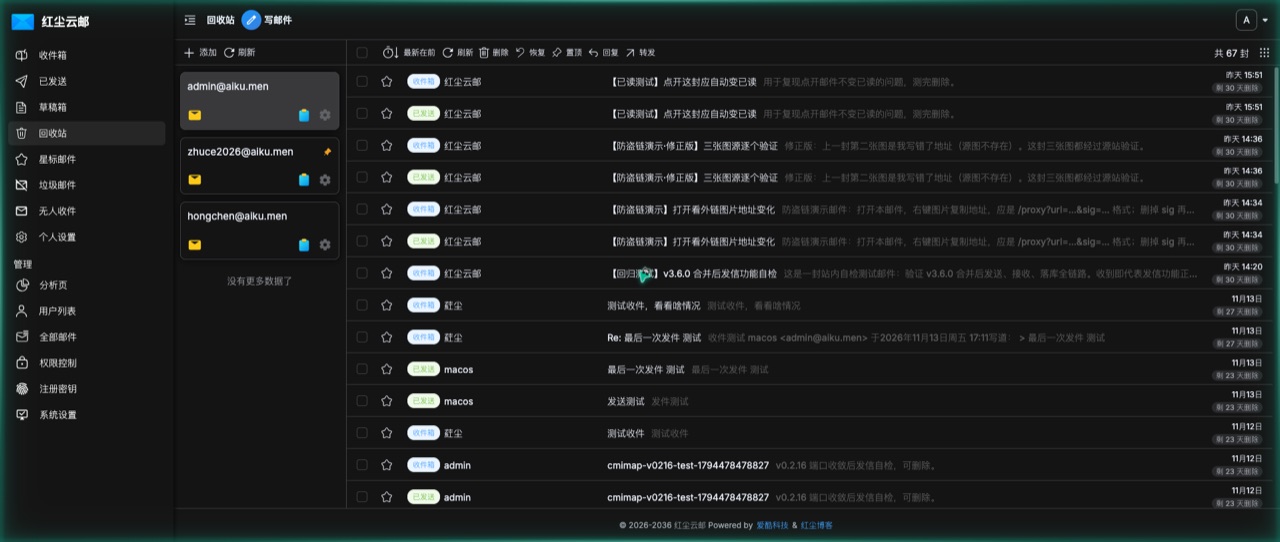 红尘云邮
收件箱
已发送
草稿箱
回收站
星标邮件
垃圾邮件
无人收件
个人设置
管理
分析页
用户列表
全部邮件
权限控制
注册密钥
系统设置
回收站 写邮件
A
添加 刷新
admin@aiku.men
zhuce2026@aiku.men
hongchen@aiku.men
没有更多数据了
最新在前 刷新 删除 恢复 置顶 回复 转发 共 67 封
收件箱 红尘云邮 【已读测试】点开这封应自动变已读 用于复现点开邮件不变已读的问题，测完删除。 昨天 15:51
剩 30 天删除
已发送 红尘云邮 【已读测试】点开这封应自动变已读 用于复现点开邮件不变已读的问题，测完删除。 昨天 15:51
剩 30 天删除
收件箱 红尘云邮 【防盗链演示·修正版】三张图源逐个验证 修正版：上一封第二张图是我写错了地址（源图不存在）。这封三张图都经过源站验证。 昨天 14:36
剩 30 天删除
已发送 红尘云邮 【防盗链演示·修正版】三张图源逐个验证 修正版：上一封第二张图是我写错了地址（源图不存在）。这封三张图都经过源站验证。 昨天 14:36
剩 30 天删除
收件箱 红尘云邮 【防盗链演示】打开看外链图片地址变化 防盗链演示邮件：打开本邮件，右键图片复制地址，应是 /proxy?url=...&sig=... 格式；删掉 sig 再... 昨天 14:34
剩 30 天删除
已发送 红尘云邮 【防盗链演示】打开看外链图片地址变化 防盗链演示邮件：打开本邮件，右键图片复制地址，应是 /proxy?url=...&sig=... 格式；删掉 sig 再... 昨天 14:34
剩 30 天删除
收件箱 红尘云邮 【回归测试】v3.6.0 合并后发信功能自检 这是一封站内自检测试邮件：验证 v3.6.0 合并后发送、接收、落库全链路。收到即代表发信功能正... 昨天 14:20
剩 30 天删除
收件箱 荭尘 测试收件，看看啥情况 测试收件，看看啥情况 11月13日
剩 27 天删除
收件箱 荭尘 Re: 最后一次发件 测试 收件测试 macos <admin@aiku.men> 于2026年11月13日周五 17:11写道： > 最后一次发件 测试 11月13日
剩 27 天删除
已发送 macos 最后一次发件 测试 最后一次发件 测试 11月13日
剩 23 天删除
已发送 macos 发送测试 发件测试 11月13日
剩 23 天删除
收件箱 荭尘 测试收件 测试收件 11月12日
剩 23 天删除
收件箱 admin cmimap-v0216-test-1794478478827 v0.2.16 端口收敛后发信自检，可删除。 11月12日
剩 23 天删除
已发送 admin cmimap-v0216-test-1794478478827 v0.2.16 端口收敛后发信自检，可删除。 11月12日
剩 23 天删除
© 2026-2036 红尘云邮 Powered by 爱酷科技 & 红尘博客